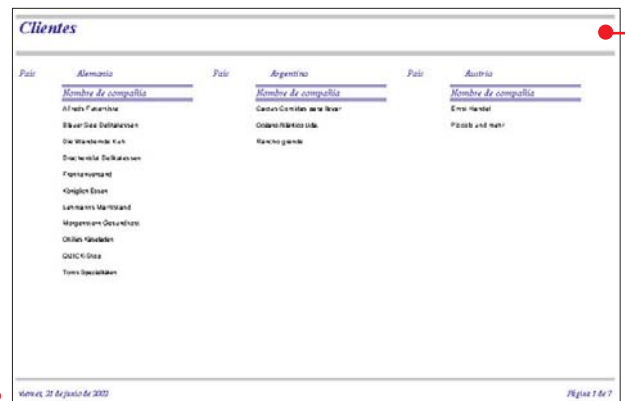 Clientes
País Alemania País Argentina País Austria
Nombre de compañía Nombre de compañía Nombre de compañía
Alfreds Futterkiste Cactus Comidas para llevar Ernst Handel
Blauer See Delikatessen Océano Atlántico Ltda. Piccolo und mehr
Die Wandernde Kuh Rancho grande
Drachenblut Delikatessen
Frankenversand
Königlich Essen
Lehmanns Marktstand
Morgenstern Gesundkost
Ottilies Käseladen
QUICK-Stop
Toms Spezialitäten
viernes, 21 de junio de 2002 Página 1 de 7